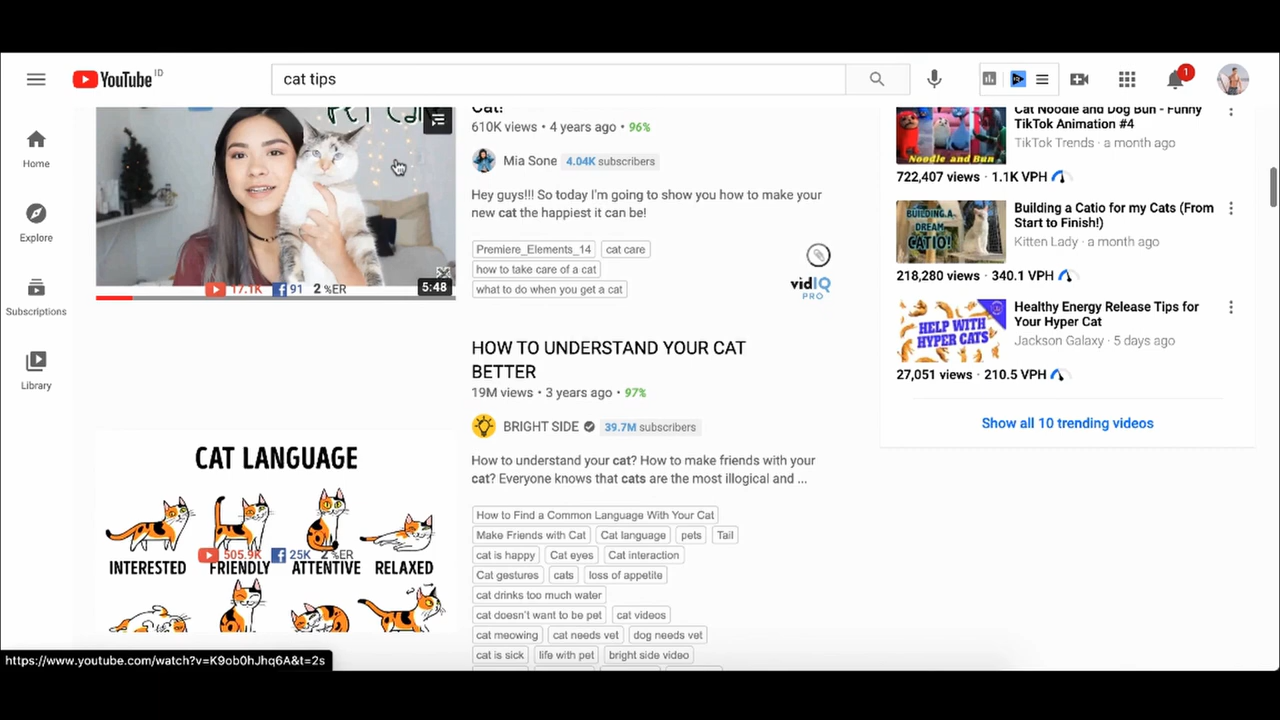 YouTube ID
cat tips
1
Home
Explore
Subscriptions
Library
PET CAR
17.1K 91 2 %ER
5:48
Cat!
610K views • 4 years ago • 96%
Mia Sone 4.04K subscribers
Hey guys!!! So today I'm going to show you how to make your
new cat the happiest it can be!
Premiere_Elements_14 cat care
how to take care of a cat
what to do when you get a cat
vidIQ
PRO
CAT LANGUAGE
505.9K 25K 2 %ER
INTERESTED FRIENDLY ATTENTIVE RELAXED
HOW TO UNDERSTAND YOUR CAT
BETTER
19M views • 3 years ago • 97%
BRIGHT SIDE 39.7M subscribers
How to understand your cat? How to make friends with your
cat? Everyone knows that cats are the most illogical and ...
How to Find a Common Language With Your Cat
Make Friends with Cat Cat language pets Tail
cat is happy Cat eyes Cat interaction
Cat gestures cats loss of appetite
cat drinks too much water
cat doesn't want to be pet cat videos
cat meowing cat needs vet dog needs vet
cat is sick life with pet bright side video
Noodle and Bun
Cat Noodle and Dog Bun - Funny
TikTok Animation #4
TikTok Trends · a month ago
722,407 views · 1.1K VPH
BUILDING A
DREAM
CATIO!
Building a Catio for my Cats (From
Start to Finish!)
Kitten Lady · a month ago
218,280 views · 340.1 VPH
HELP WITH
HYPER CATS
Healthy Energy Release Tips for
Your Hyper Cat
Jackson Galaxy · 5 days ago
27,051 views · 210.5 VPH
Show all 10 trending videos
https://www.youtube.com/watch?v=K9ob0hJhq6A&t=2s